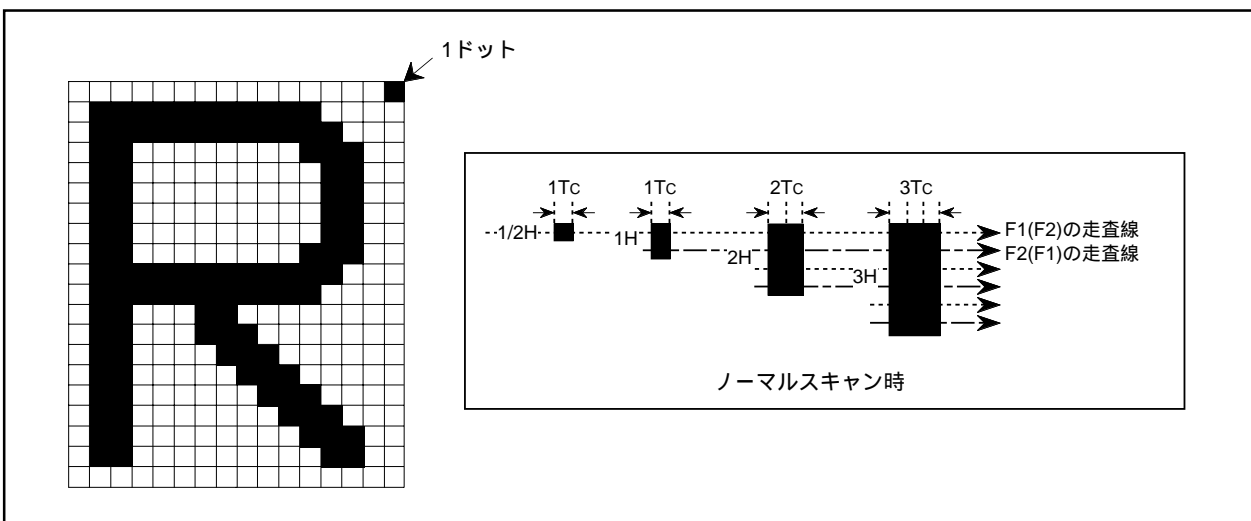 1ドット
1Tc 1Tc 2Tc 3Tc
1/2H 1H 2H 3H
F1(F2)の走査線
F2(F1)の走査線
ノーマルスキャン時